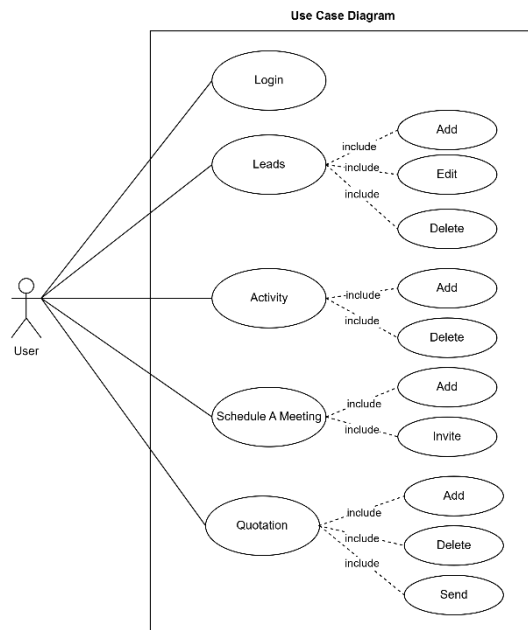 Use Case Diagram
Login
Leads
include
Add
include
Edit
include
Delete
User
Activity
include
Add
include
Delete
Schedule A Meeting
include
Add
include
Invite
Quotation
include
Add
include
Delete
include
Send